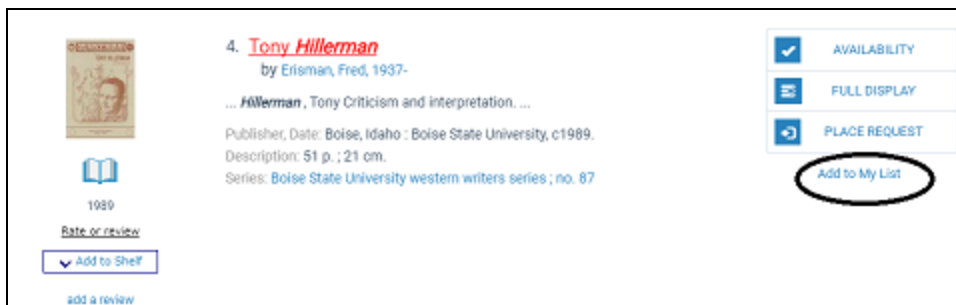 4. Tony Hillerman
by Erisman, Fred, 1937-
... Hillerman , Tony Criticism and interpretation. ...
Publisher, Date: Boise, Idaho : Boise State University, c1989.
Description: 51 p. ; 21 cm.
Series: Boise State University western writers series ; no. 87
1989
Rate or review
Add to Shelf
add a review
AVAILABILITY
FULL DISPLAY
PLACE REQUEST
Add to My List